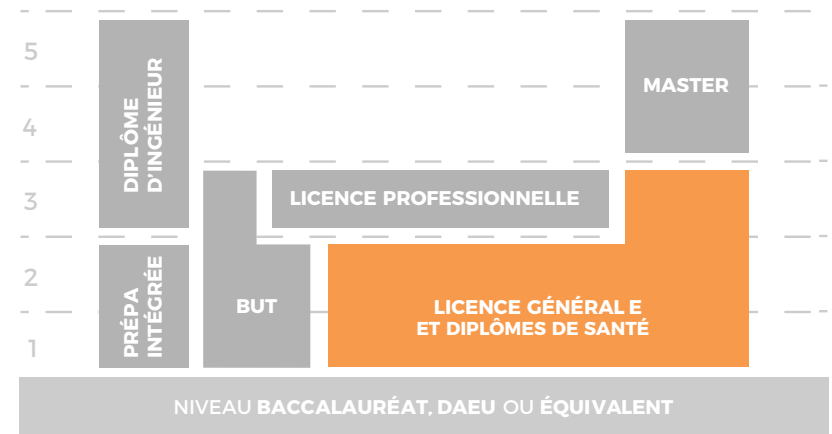 5
DIPLÔME
D'INGÉNIEUR
MASTER
4
3
LICENCE PROFESSIONNELLE
2
PRÉPA
INTÉGRÉE
BUT
LICENCE GÉNÉRAL E
ET DIPLÔMES DE SANTÉ
1
NIVEAU BACCALAURÉAT, DAEU OU ÉQUIVALENT